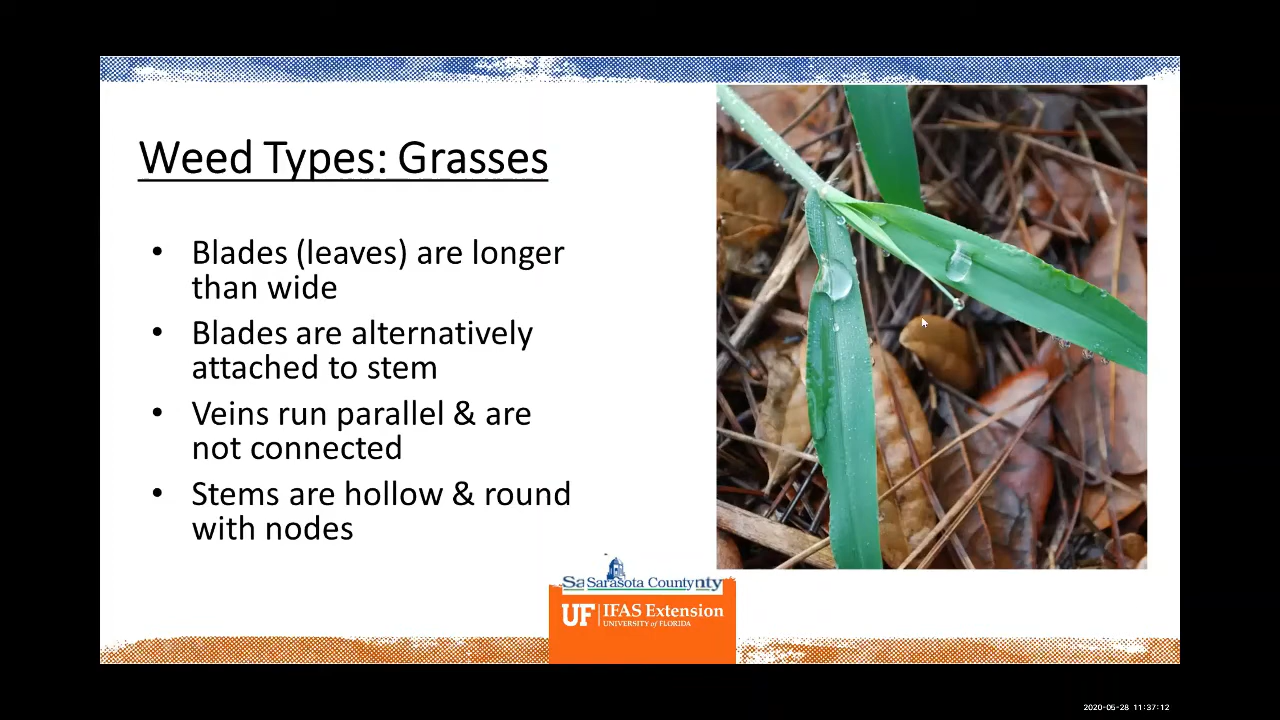 Weed Types: Grasses
• Blades (leaves) are longer
than wide
• Blades are alternatively
attached to stem
• Veins run parallel & are
not connected
• Stems are hollow & round
with nodes
Sa Sarasota Countynty
UF IFAS Extension
UNIVERSITY of FLORIDA
2020-05-28 11:37:12